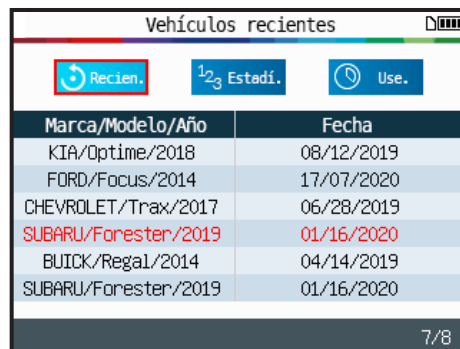 Vehículos recientes
Recien. 123 Estadí. Use.
Marca/Modelo/Año Fecha
KIA/Optime/2018 08/12/2019
FORD/Focus/2014 17/07/2020
CHEVROLET/Trax/2017 06/28/2019
SUBARU/Forester/2019 01/16/2020
BUICK/Regal/2014 04/14/2019
SUBARU/Forester/2019 01/16/2020
7/8